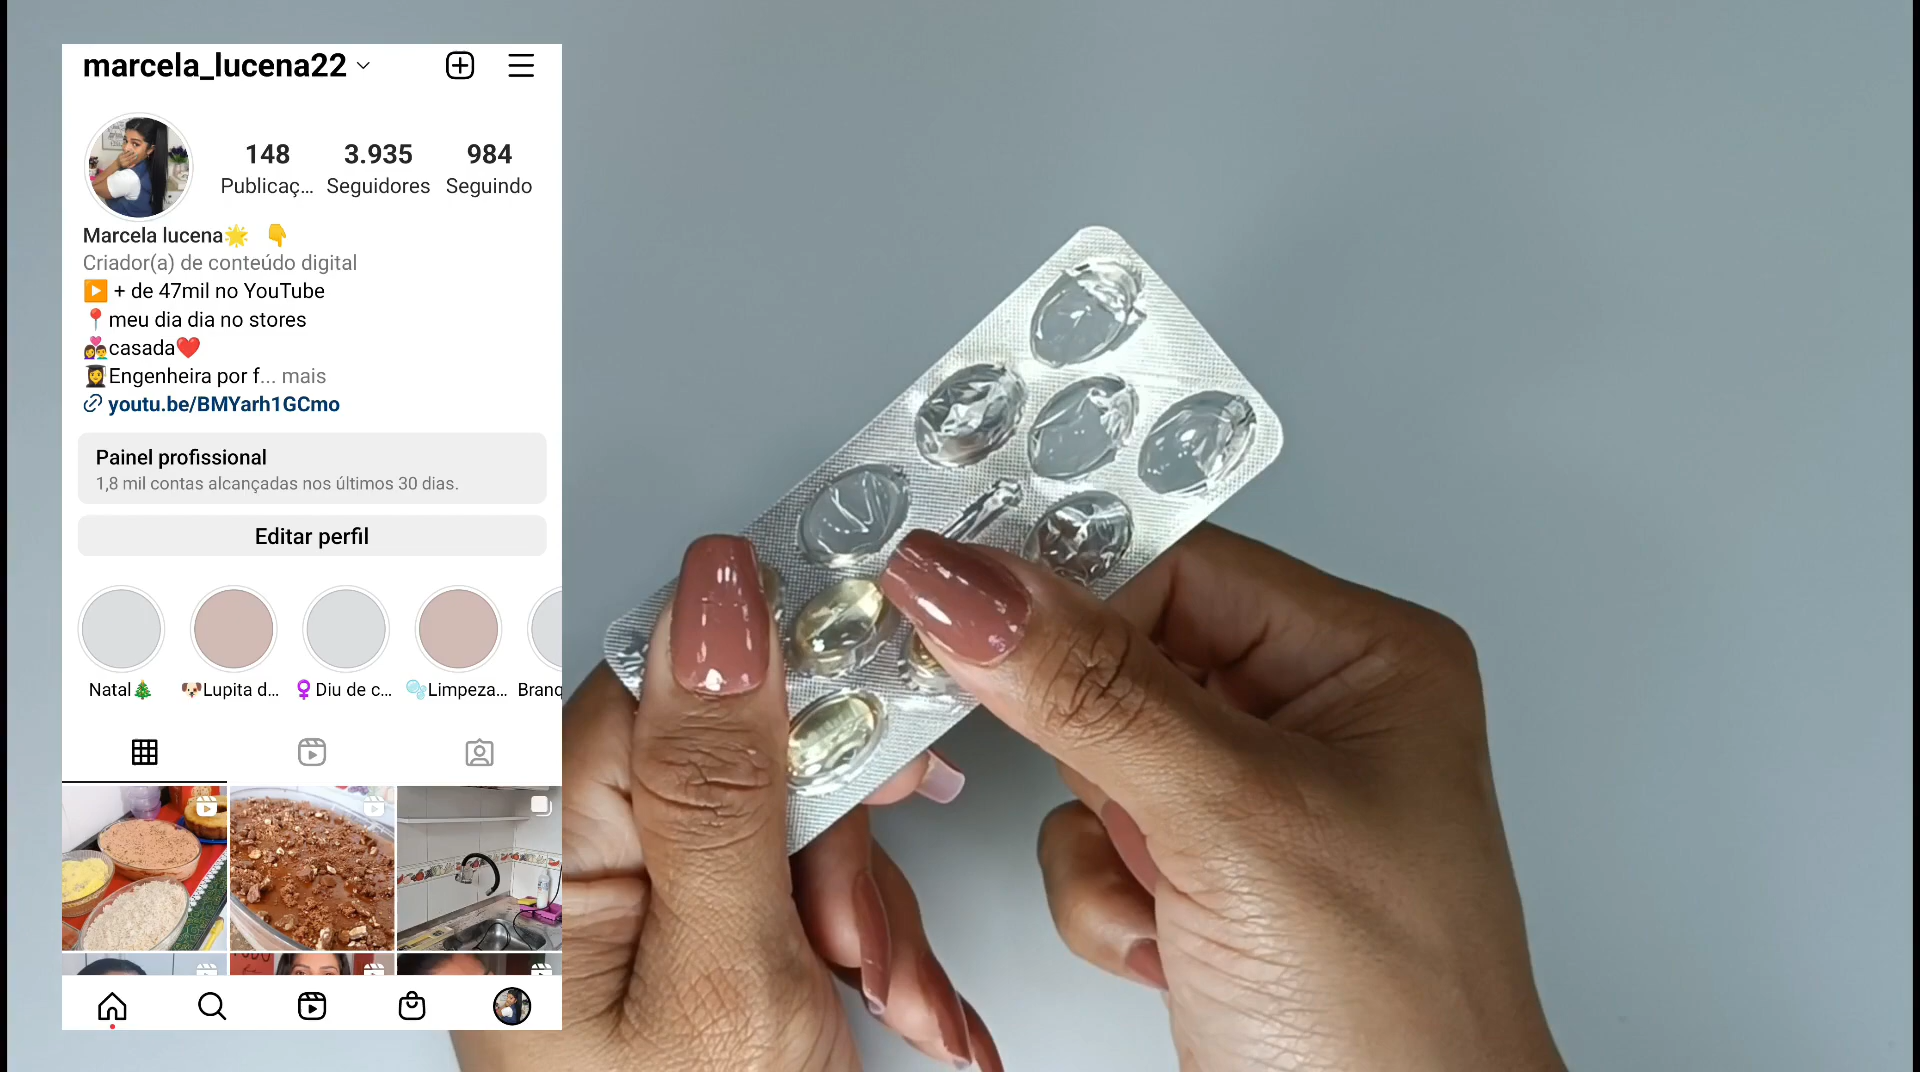 marcela_lucena22
148
3.935
984
Publicaç...
Seguidores
Seguindo
Marcela lucena🌟 👇
Criador(a) de conteúdo digital
▶️ + de 47mil no YouTube
📍meu dia dia no stores
💑casada❤️
👩‍🎓Engenheira por f... mais
youtu.be/BMYarh1GCmo
Painel profissional
1,8 mil contas alcançadas nos últimos 30 dias.
Editar perfil
Natal🎄
🐶Lupita d...
♀️Diu de c...
🫧Limpeza...
Branq